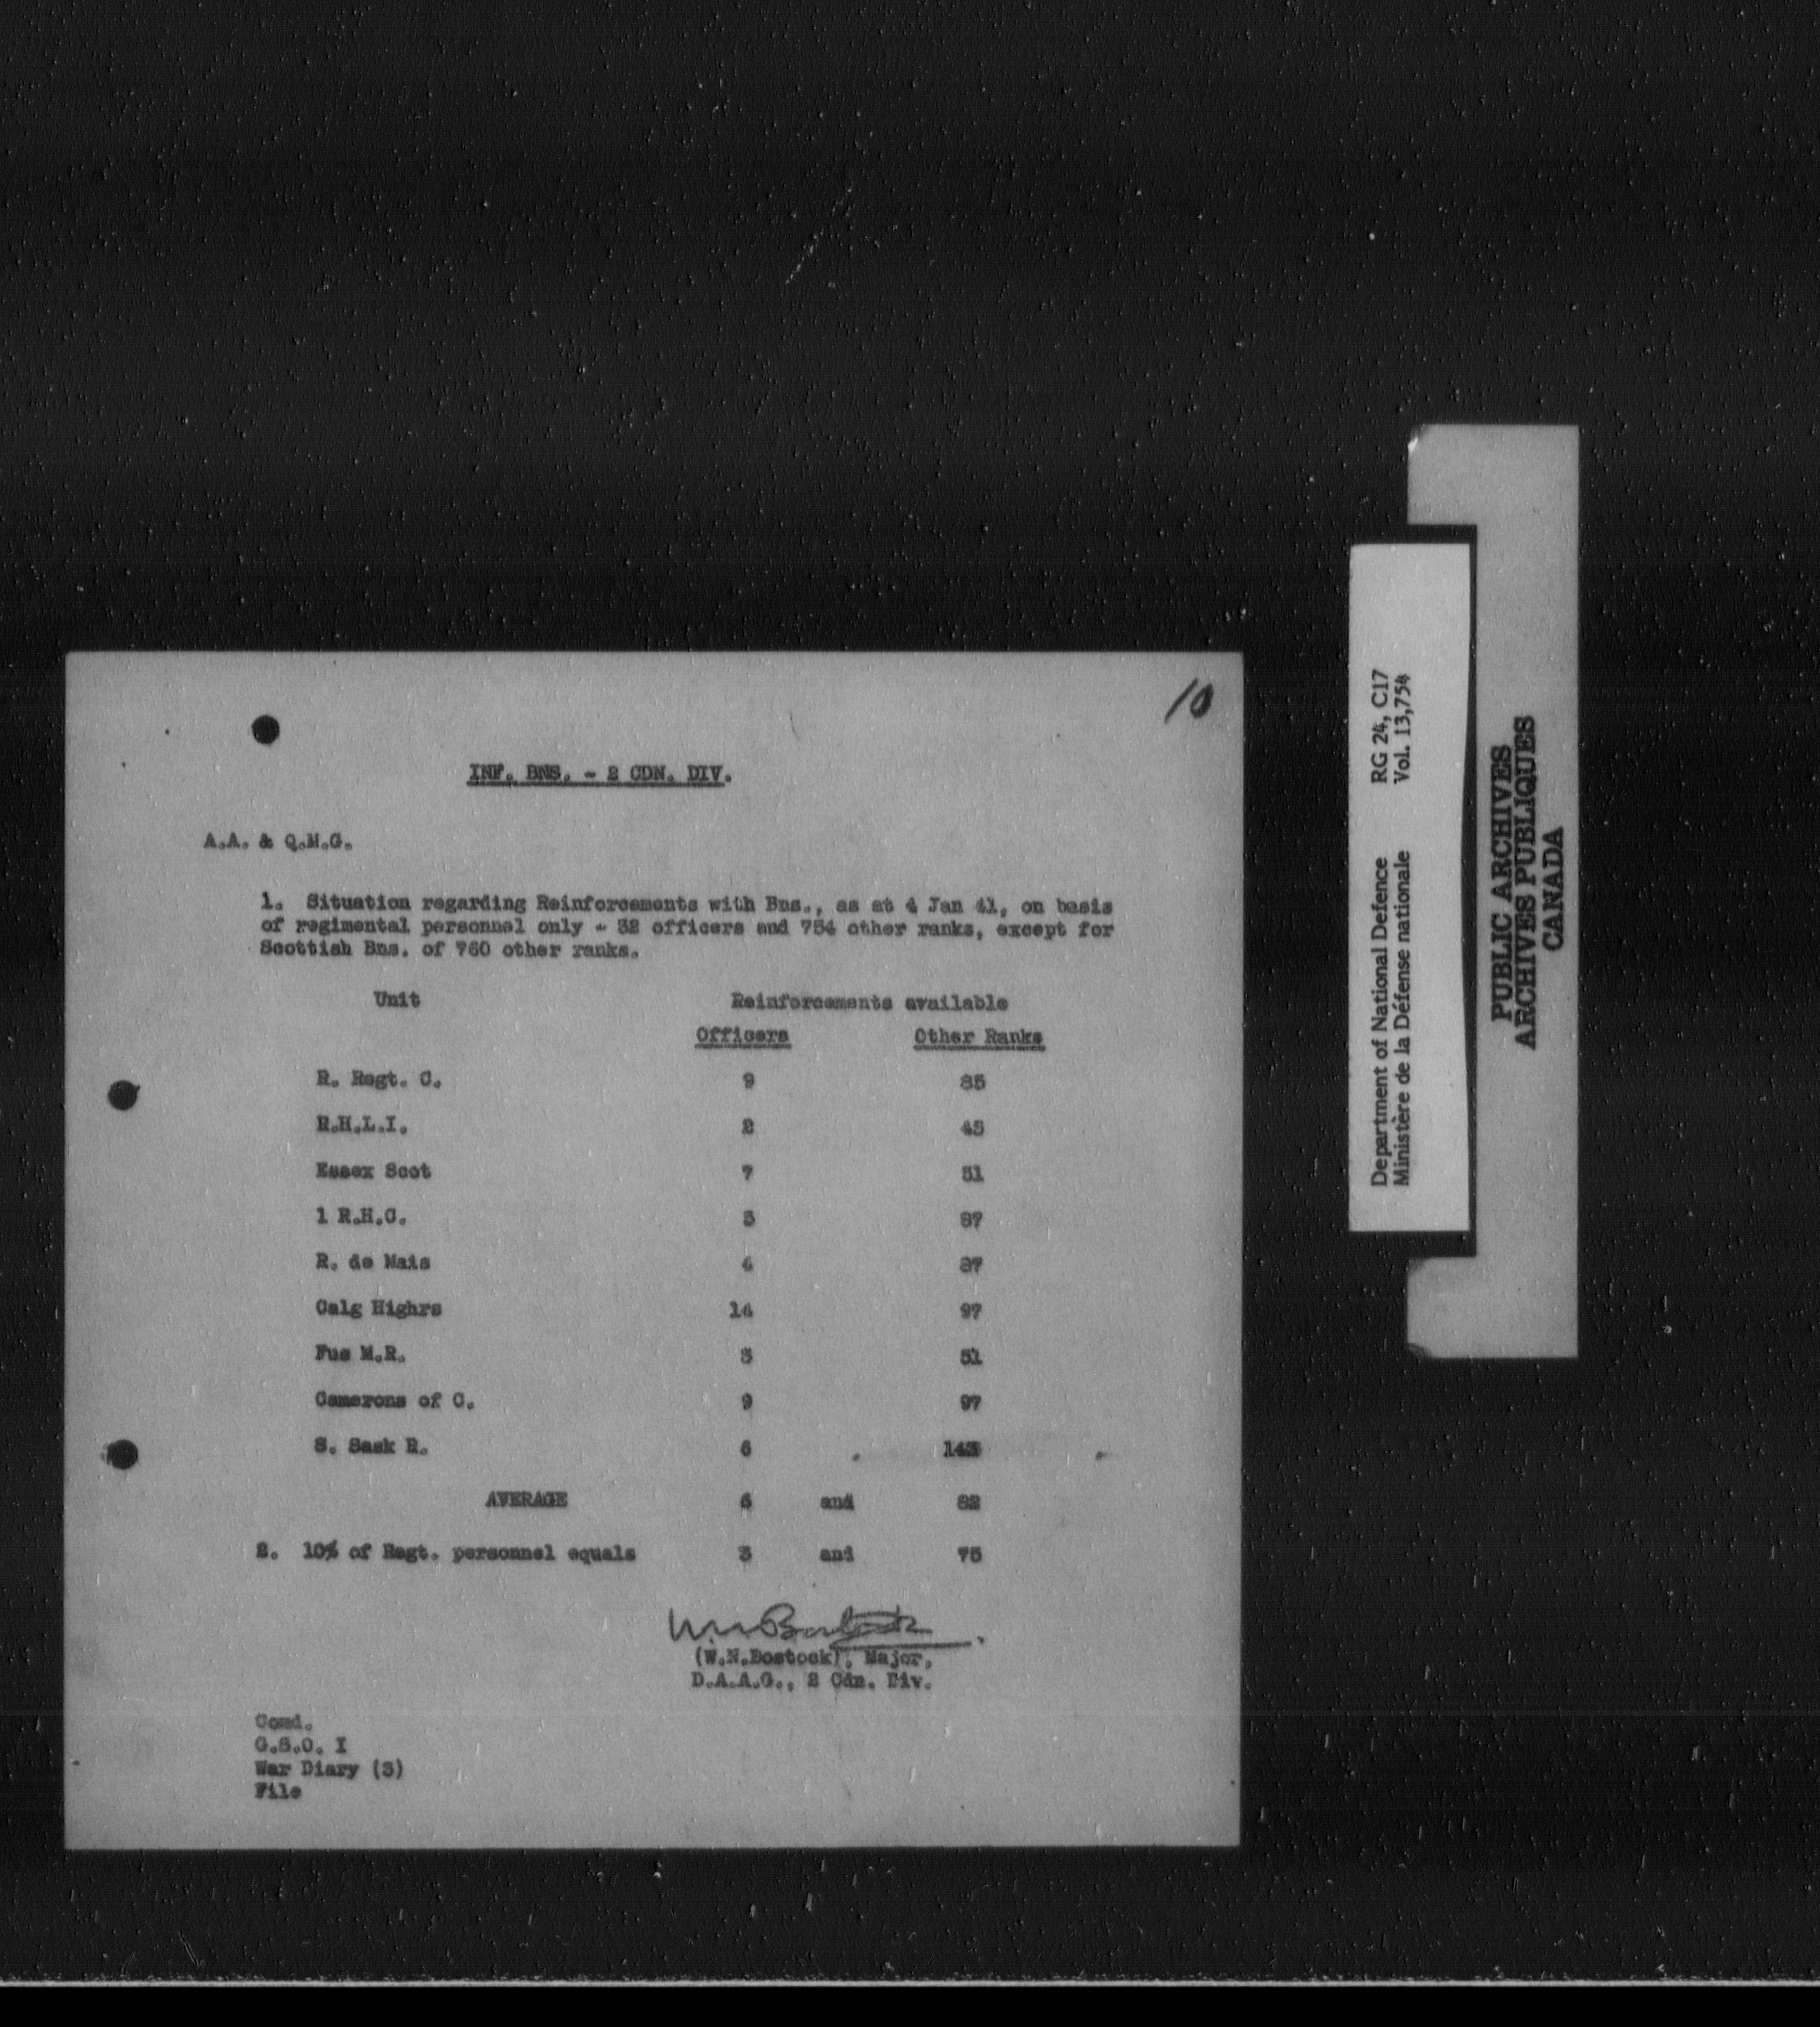 10
INF. BNS. - 2 CDN. DIV.
A.A. & Q.M.G.
1. Situation regarding Reinforcements with Bns., as at 4 Jan 41, on basis
of regimental personnel only - 32 officers and 754 other ranks, except for
Scottish Bns. of 760 other ranks.
Unit Reinforcements available
Officers Other Ranks
R. Regt. C. 9 85
R.H.L.I. 2 45
Essex Scot 7 51
1 R.H.C. 3 87
R. de Mais 4 87
Calg Highrs 14 97
Fus M.R. 3 51
Camerons of C. 9 97
S. Sask R. 6 143
AVERAGE 6 and 82
2. 10% of Regt. personnel equals 3 and 75
W.N. Bostock
(W.N.Bostock), Major,
D.A.A.G., 2 Cdn. Div.
Comd.
G.S.O. I
War Diary (3)
File
Department of National Defence RG 24, C17
Ministère de la Défense nationale Vol. 13,754
PUBLIC ARCHIVES
ARCHIVES PUBLIQUES
CANADA